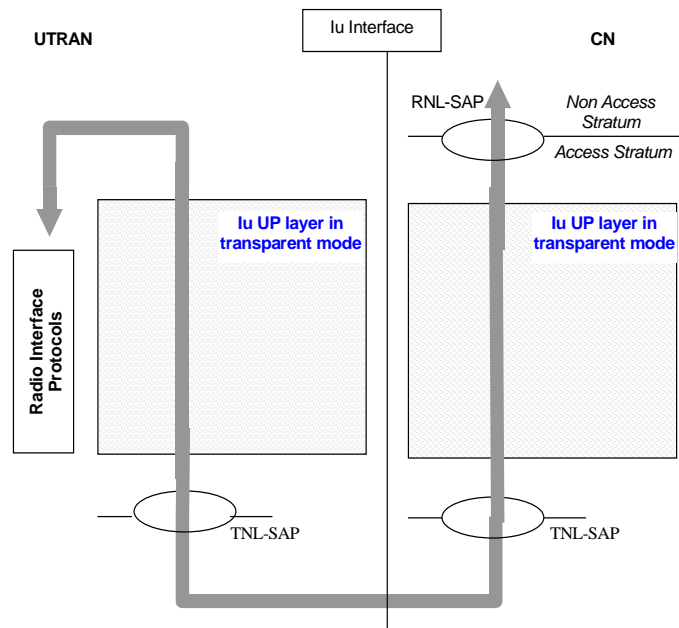 Iu Interface
UTRAN
CN
RNL-SAP
Non Access
Stratum
Access Stratum
Iu UP layer in
transparent mode
Iu UP layer in
transparent mode
Radio Interface
Protocols
TNL-SAP
TNL-SAP